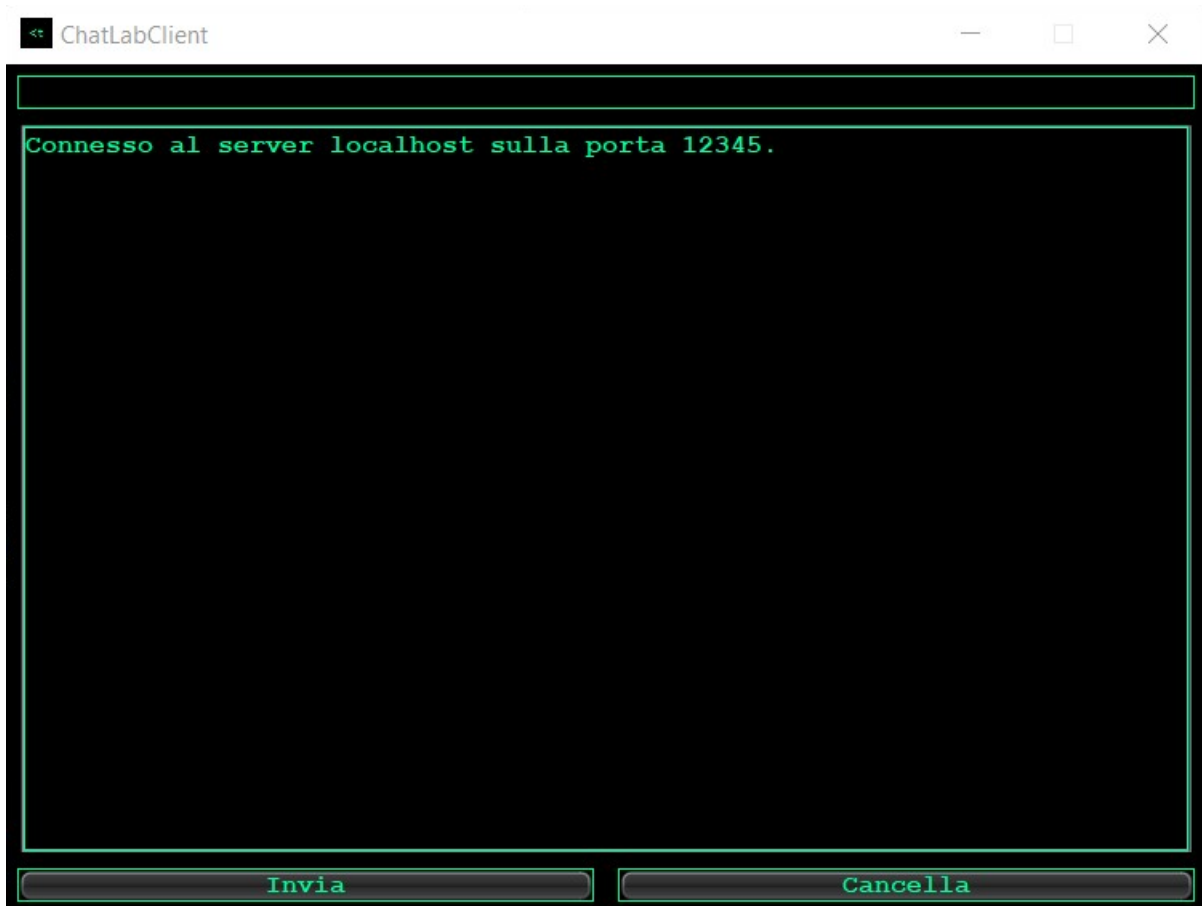 <t
ChatLabClient
Connesso al server localhost sulla porta 12345.
Invia
Cancella